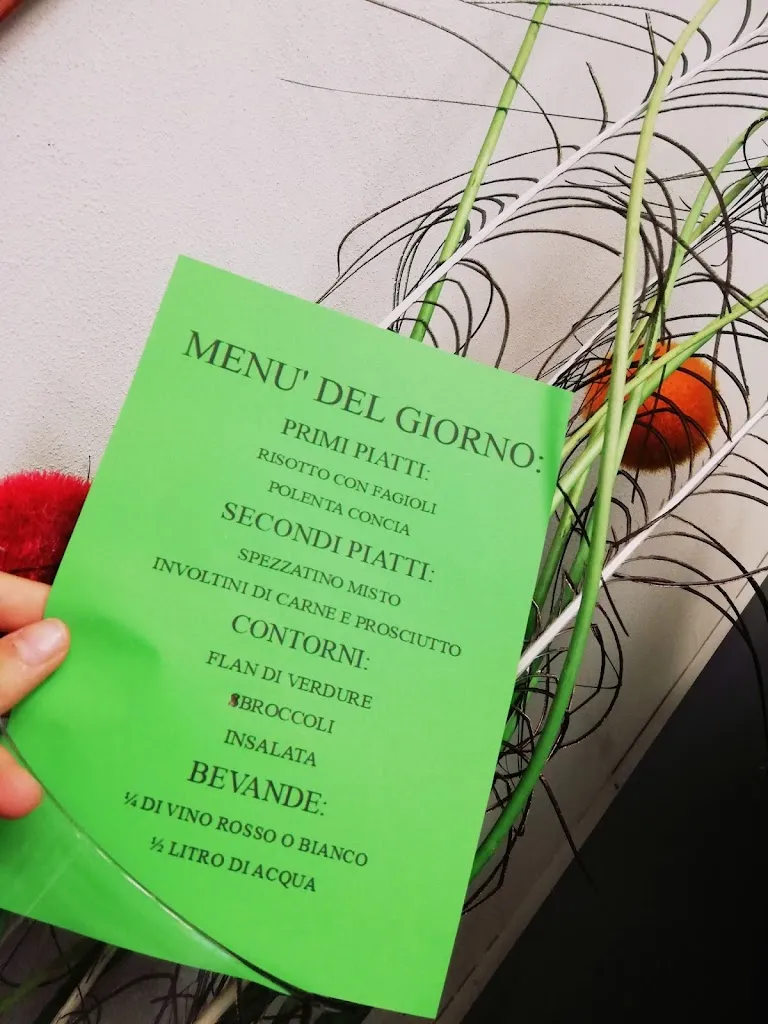 MENU' DEL GIORNO:
PRIMI PIATTI:
RISOTTO CON FAGIOLI
POLENTA CONCIA
SECONDI PIATTI:
SPEZZATINO MISTO
INVOLTINI DI CARNE E PROSCIUTTO
CONTORNI:
FLAN DI VERDURE
BROCCOLI
INSALATA
BEVANDE:
¼ DI VINO ROSSO O BIANCO
½ LITRO DI ACQUA